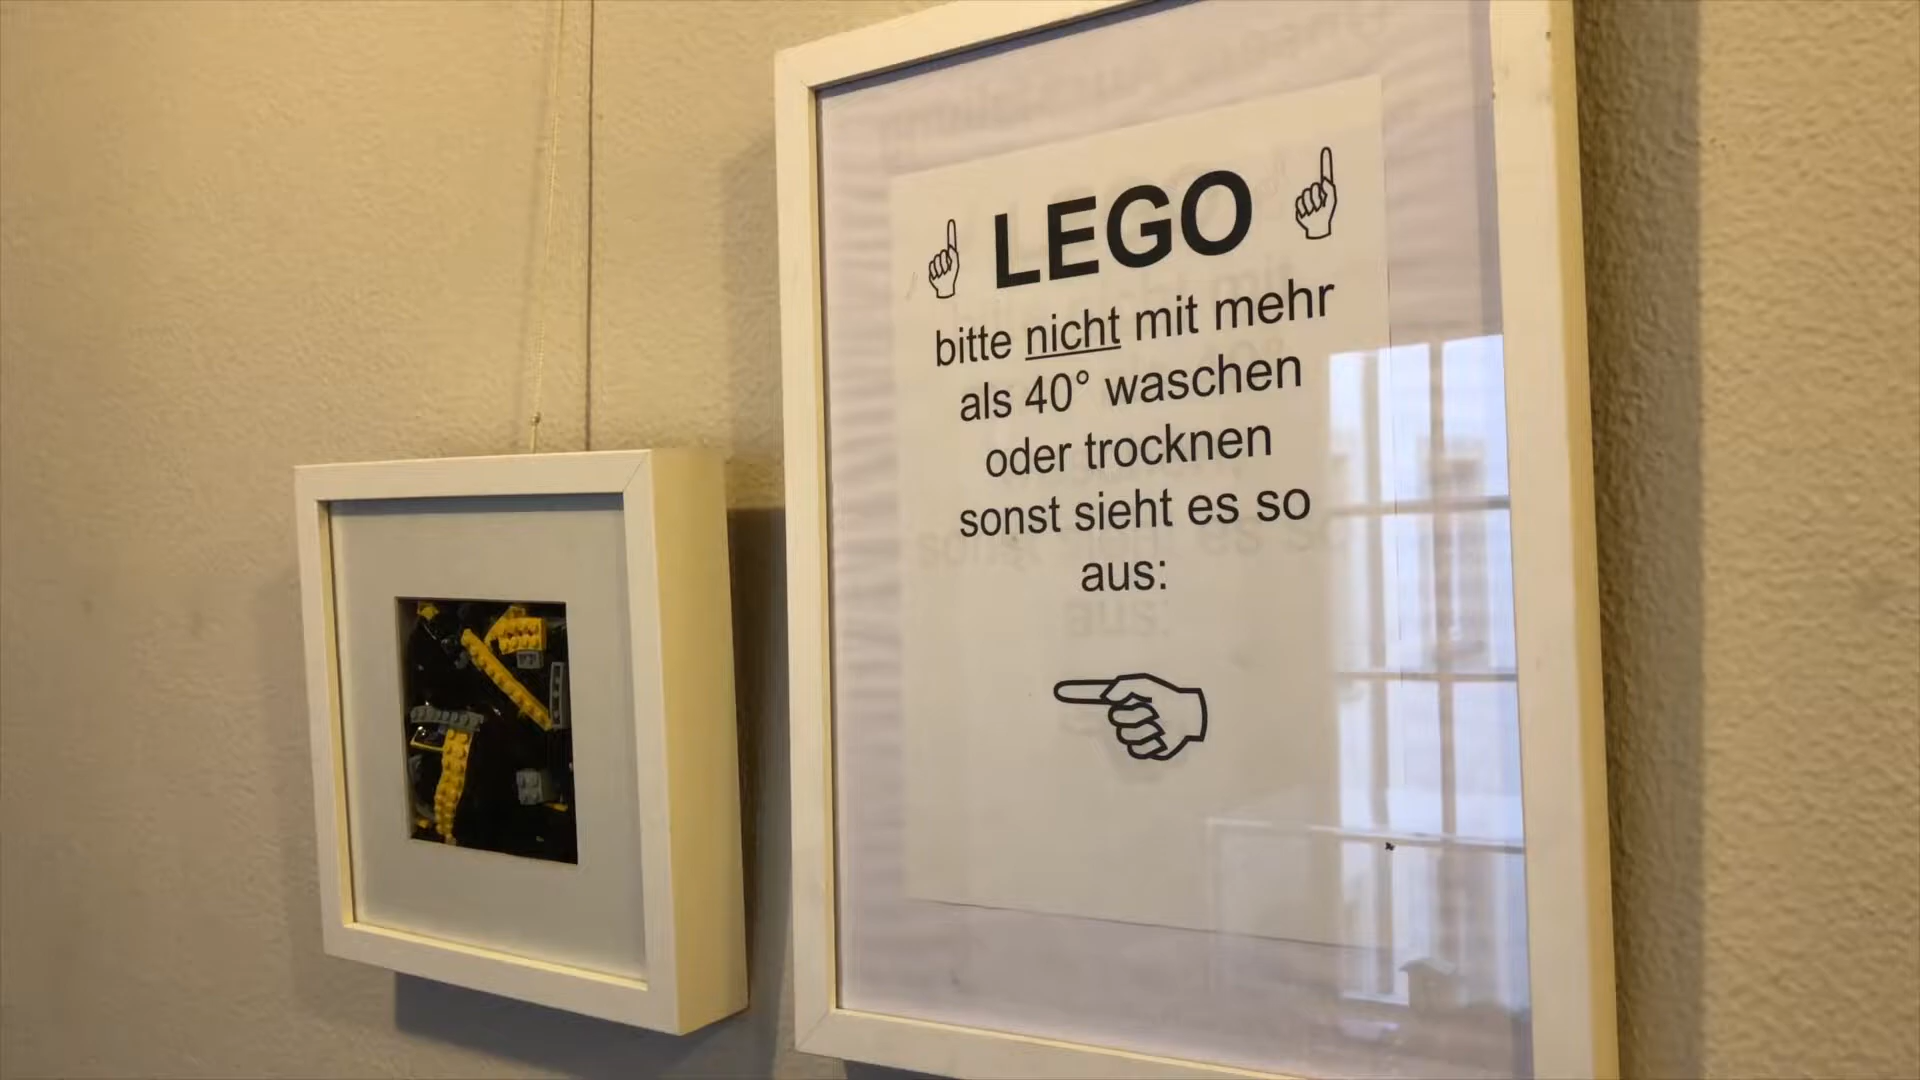 LEGO
bitte nicht mit mehr
als 40° waschen
oder trocknen
sonst sieht es so
aus: